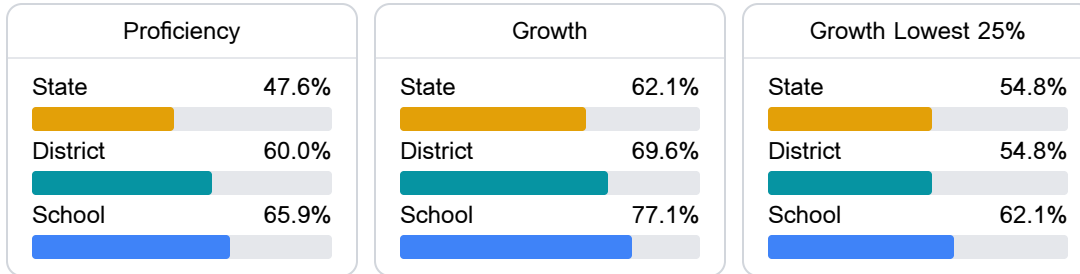 Proficiency
State 47.6%
District 60.0%
School 65.9%
Growth
State 62.1%
District 69.6%
School 77.1%
Growth Lowest 25%
State 54.8%
District 54.8%
School 62.1%